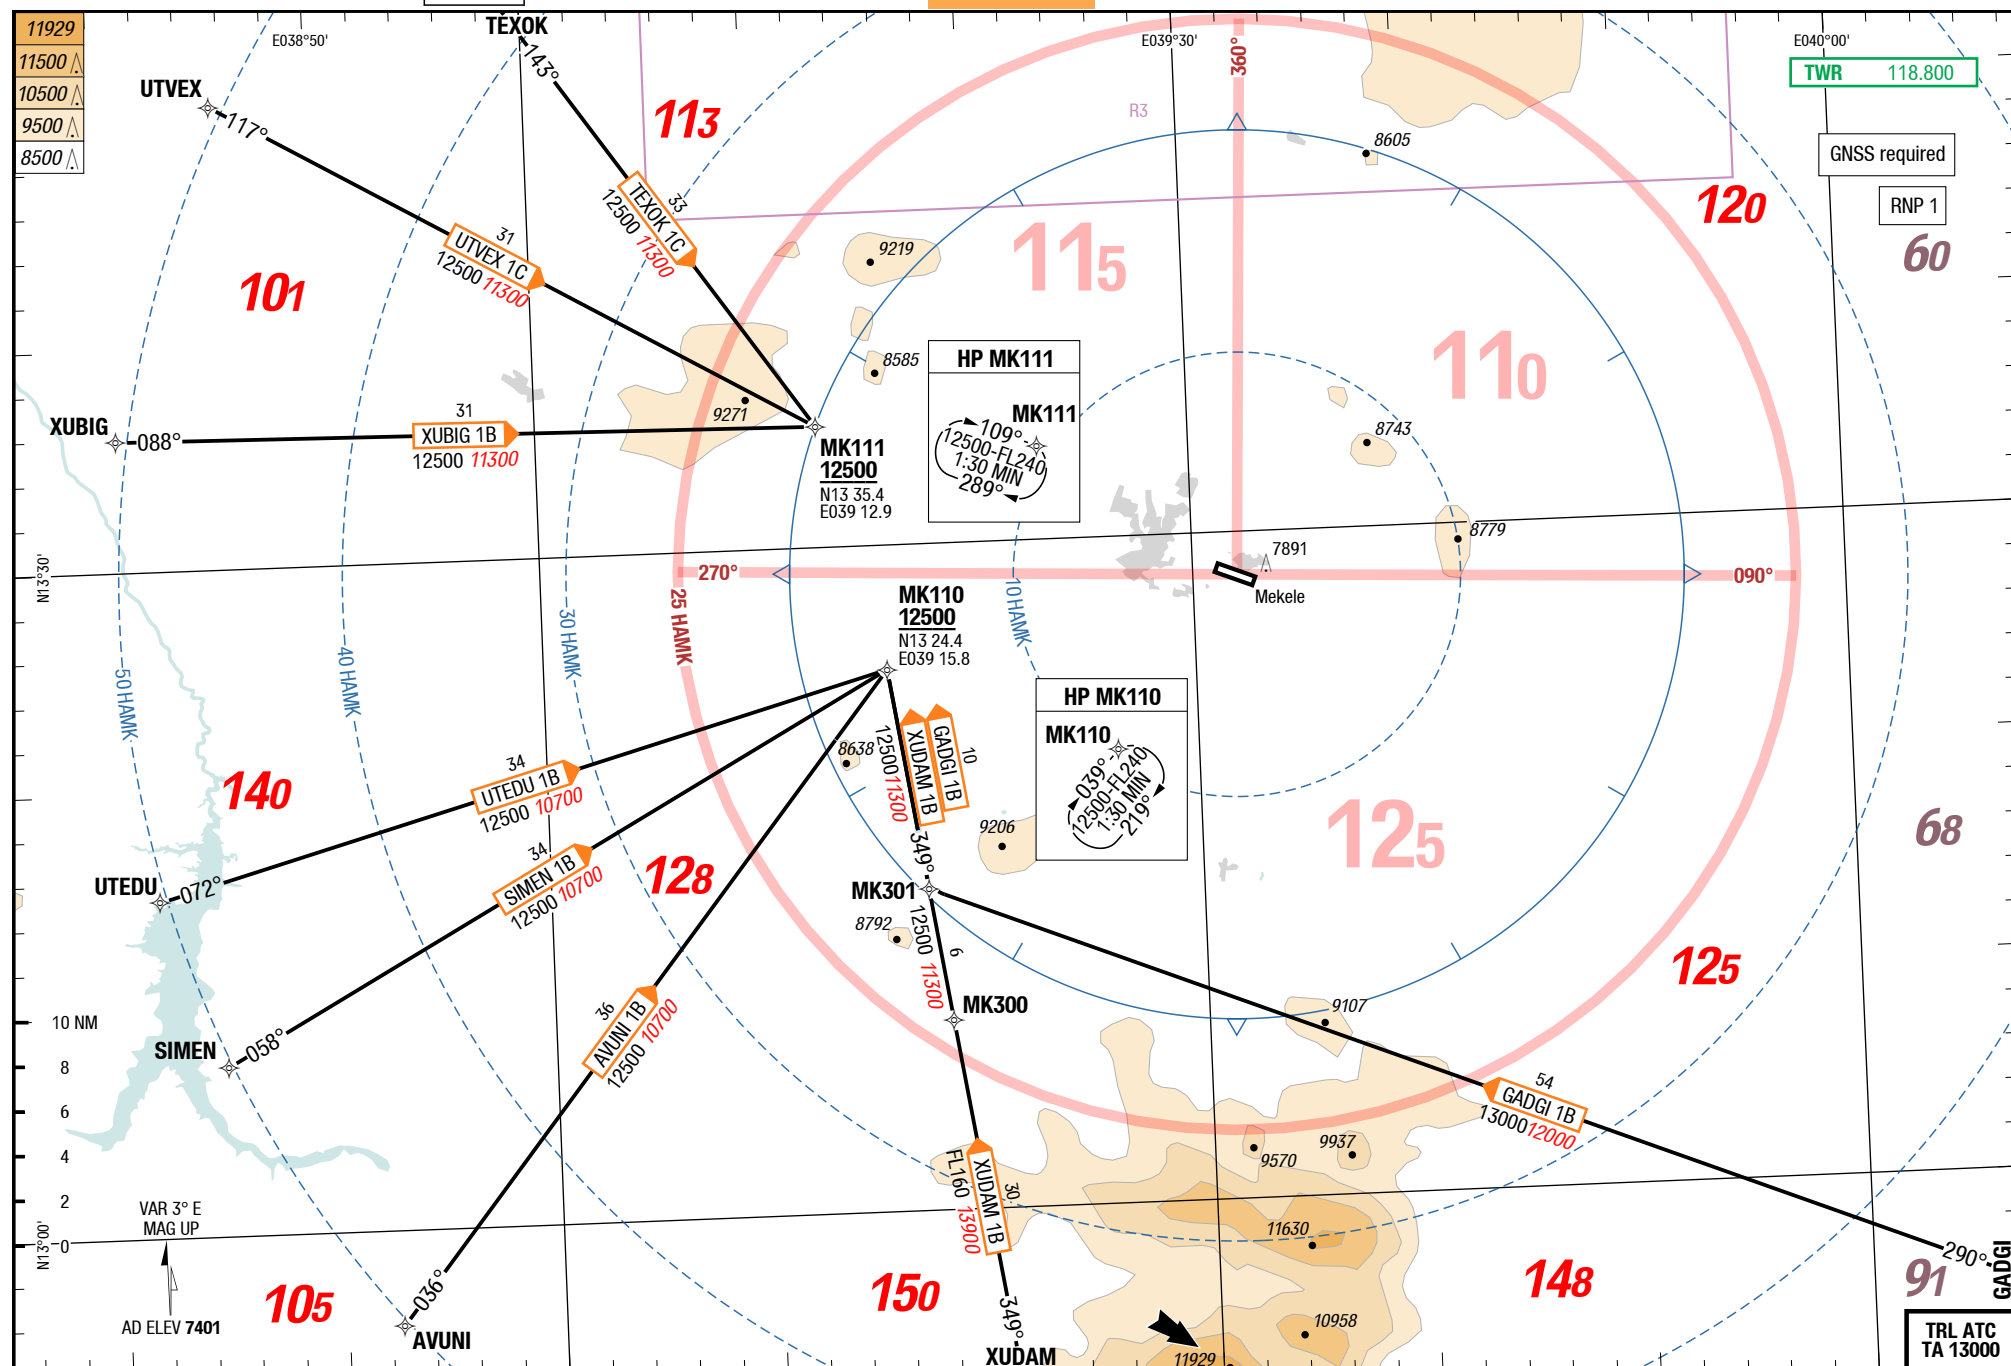 11929
11500
10500
9500
8500
TEXOK
E038°50'
E039°30'
E040°00'
TWR 118.800
GNSS required
RNP 1
UTVEX
117°
143°
113
R3
360°
8605
120
60
33
TEXOK 1C
12500 11300
31
UTVEX 1C
12500 11300
101
9219
115
110
8585
9271
HP MK111
MK111
109°
12500-FL240
1:30 MIN
289°
XUBIG
088°
31
XUBIG 1B
12500 11300
MK111
12500
N13 35.4
E039 12.9
8743
8779
7891
Mekele
270°
090°
N13°30'
25 HAMK
10 HAMK
30 HAMK
40 HAMK
50 HAMK
MK110
12500
N13 24.4
E039 15.8
HP MK110
MK110
039°
12500-FL240
1:30 MIN
219°
10
GADGI 1B
XUDAM 1B
12500 11300
349°
8638
34
UTEDU 1B
12500 10700
140
UTEDU
072°
34
SIMEN 1B
12500 10700
128
9206
125
68
MK301
8792
12500 11300
6
MK300
125
9107
36
AVUNI 1B
12500 10700
SIMEN
058°
10 NM
8
6
4
2
0
54
GADGI 1B
13000 12000
9570
9937
30
XUDAM 1B
FL160 13900
11630
VAR 3° E
MAG UP
N13°00'
AD ELEV 7401
105
036°
AVUNI
150
349°
XUDAM
148
10958
11929
290°
GADGI
91
TRL ATC
TA 13000